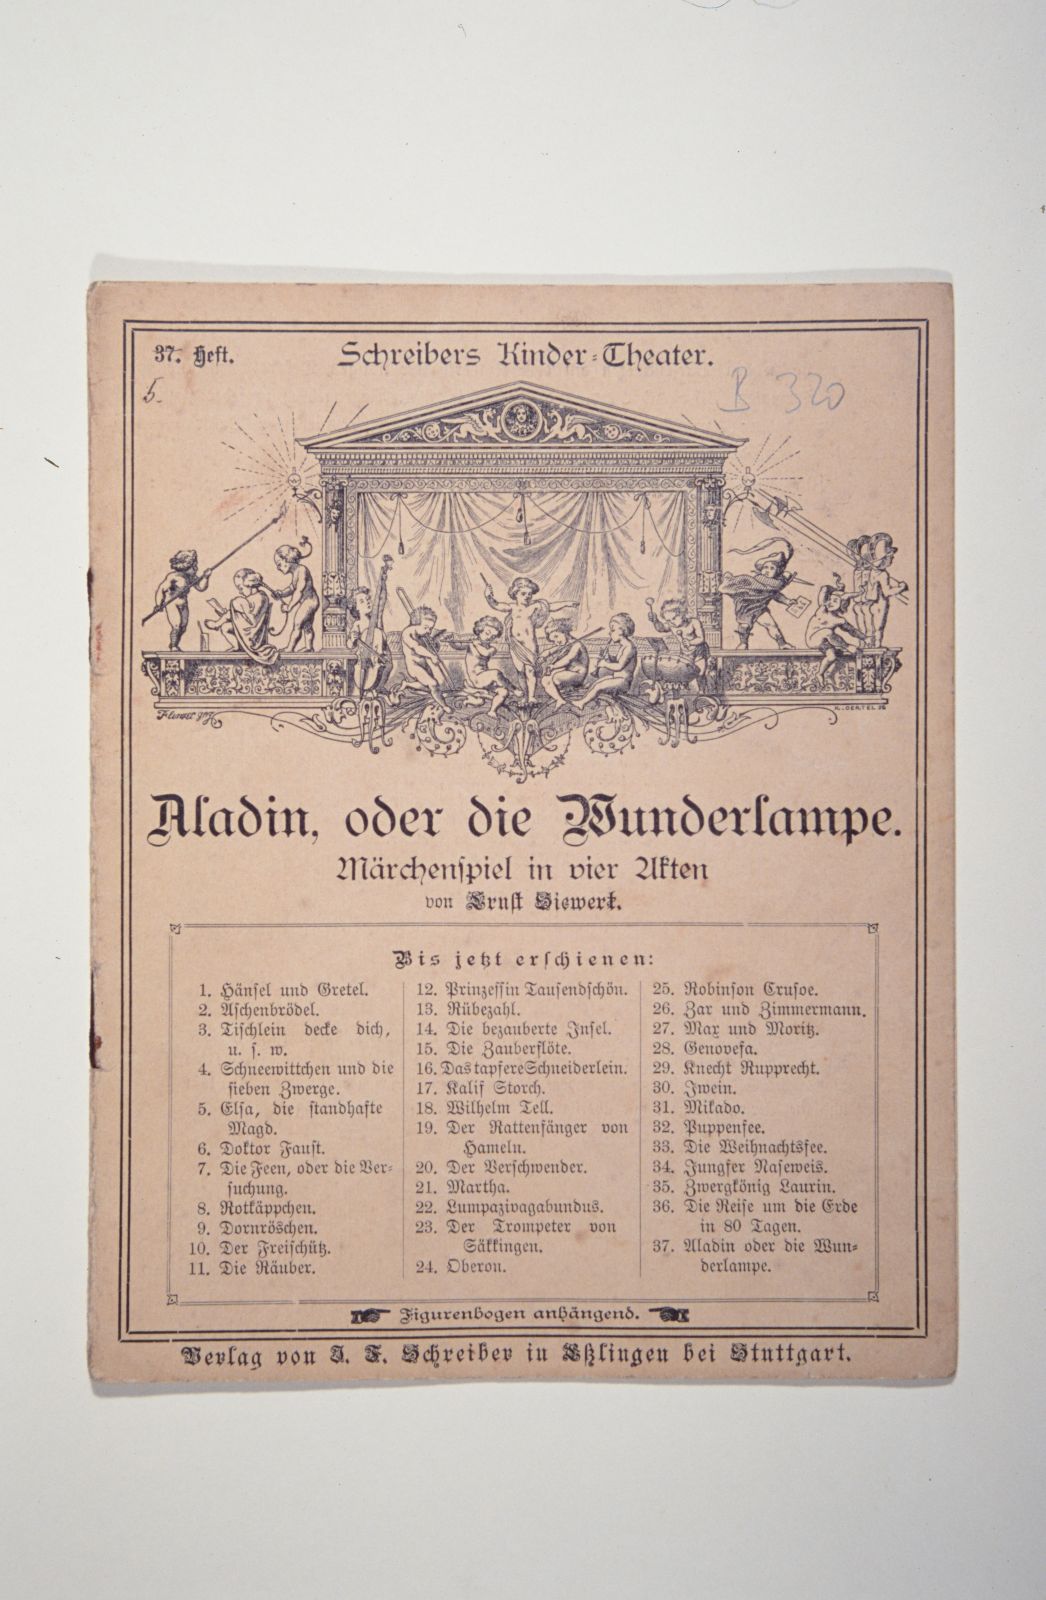 37. Heft.
Schreibers Kinder-Theater.
5.
B 320
K. OERTEL
Aladin, oder die Wunderlampe.
Märchenspiel in vier Akten
von Ernst Siewert.
Bis jetzt erschienen:
1. Hänsel und Gretel.
2. Aschenbrödel.
3. Tischlein decke dich,
u. s. w.
4. Schneewittchen und die
sieben Zwerge.
5. Elsa, die standhafte
Magd.
6. Doktor Faust.
7. Die Feen, oder die Ver-
suchung.
8. Rotkäppchen.
9. Dornröschen.
10. Der Freischütz.
11. Die Räuber.
12. Prinzessin Tausendschön.
13. Rübezahl.
14. Die bezauberte Insel.
15. Die Zauberflöte.
16. Das tapfere Schneiderlein.
17. Kalif Storch.
18. Wilhelm Tell.
19. Der Rattenfänger von
Hameln.
20. Der Verschwender.
21. Martha.
22. Lumpazivagabundus.
23. Der Trompeter von
Säkkingen.
24. Oberon.
25. Robinson Crusoe.
26. Zar und Zimmermann.
27. Max und Moritz.
28. Genovefa.
29. Knecht Rupprecht.
30. Iwein.
31. Mikado.
32. Puppenfee.
33. Die Weihnachtsfee.
34. Jungfer Naseweis.
35. Zwergkönig Laurin.
36. Die Reise um die Erde
in 80 Tagen.
37. Aladin oder die Wun-
derlampe.
Figurenbogen anhängend.
Verlag von J. F. Schreiber in Eßlingen bei Stuttgart.